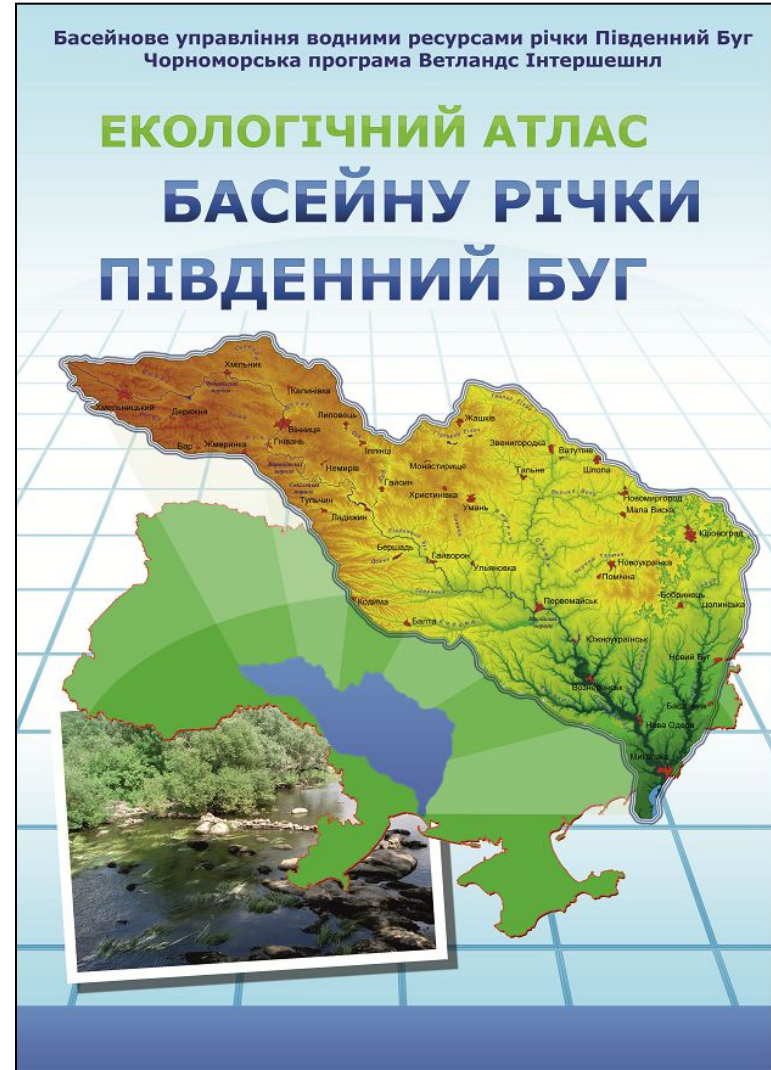 Басейнове управління водними ресурсами річки Південний Буг
Чорноморська програма Ветландс Інтершешнл
ЕКОЛОГІЧНИЙ АТЛАС
БАСЕЙНУ РІЧКИ
ПІВДЕННИЙ БУГ
Хмільник
Хмельницький
Деражня
Калинівка
Вінниця
Гнівань
Бар
Жмеринка
Липовець
Іллінці
Жашків
Звенигородка
Ватутіне
Шпола
Немирів
Монастирище
Тальне
Гайсин
Христинівка
Умань
Новомиргород
Мала Виска
Тульчин
Ладижин
Кіровоград
Бершадь
Гайворон
Ульяновка
Новоукраїнка
Помічна
Кодима
Балта
Первомайськ
Бобринець
Долинська
Южноукраїнськ
Новий Буг
Вознесенськ
Баштанка
Нова Одеса
Миколаїв